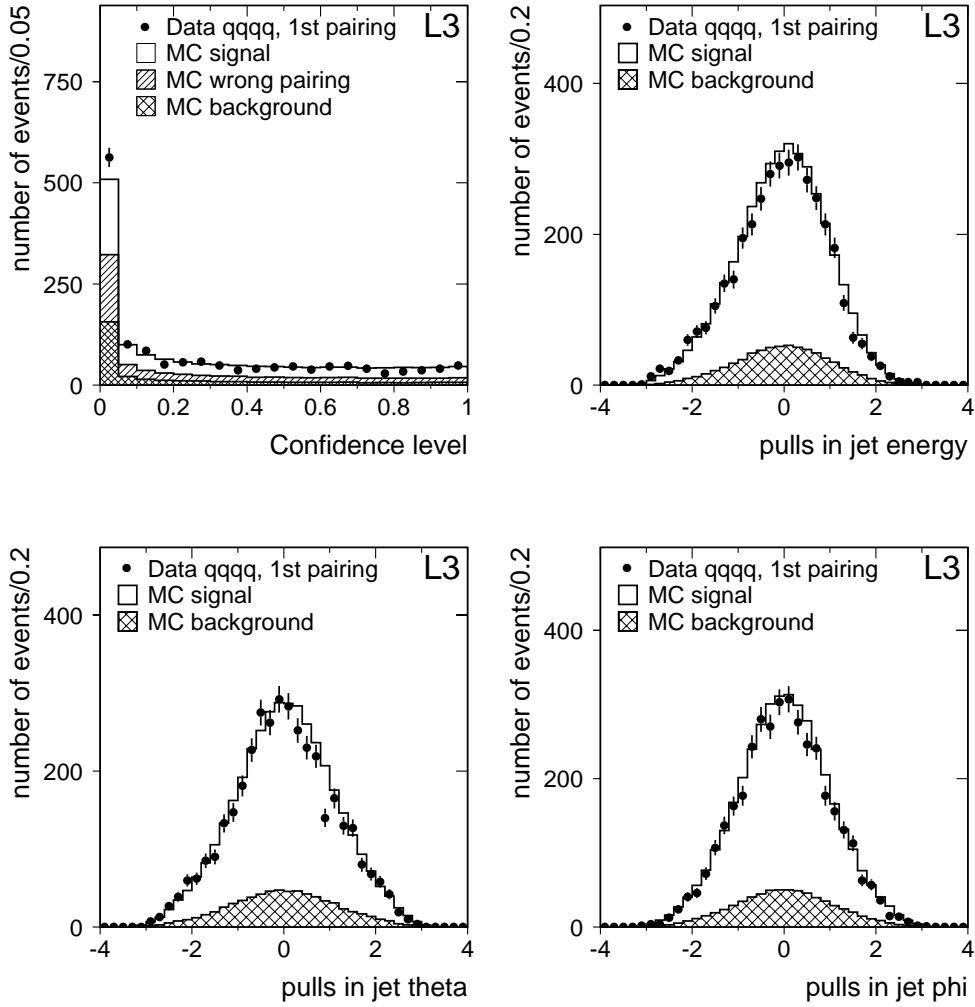 number of events/0.05
Data qqqq, 1st pairing
L3
MC signal
MC wrong pairing
MC background
750
500
250
0
0 0.2 0.4 0.6 0.8 1
Confidence level
number of events/0.2
Data qqqq, 1st pairing
L3
MC signal
MC background
400
200
0
-4 -2 0 2 4
pulls in jet energy
number of events/0.2
Data qqqq, 1st pairing
L3
MC signal
MC background
400
200
0
-4 -2 0 2 4
pulls in jet theta
number of events/0.2
Data qqqq, 1st pairing
L3
MC signal
MC background
400
200
0
-4 -2 0 2 4
pulls in jet phi